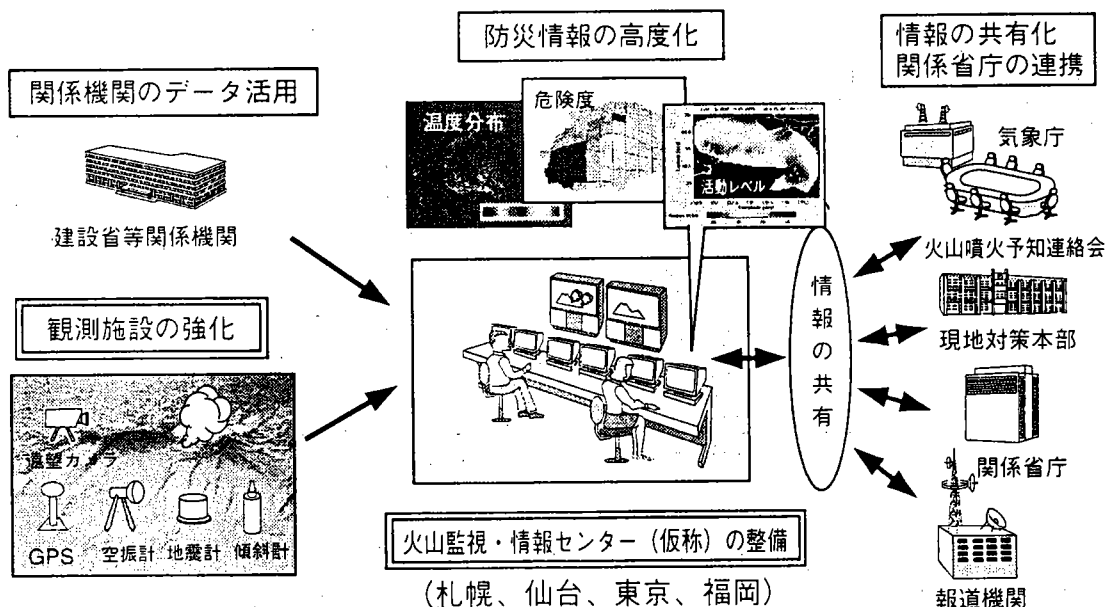 関係機関のデータ活用
建設省等関係機関
観測施設の強化
遠望カメラ
GPS
空振計
地震計
傾斜計
防災情報の高度化
温度分布
危険度
活動レベル
火山監視・情報センター（仮称）の整備
（札幌、仙台、東京、福岡）
情報の共有
情報の共有化
関係省庁の連携
気象庁
火山噴火予知連絡会
現地対策本部
関係省庁
報道機関